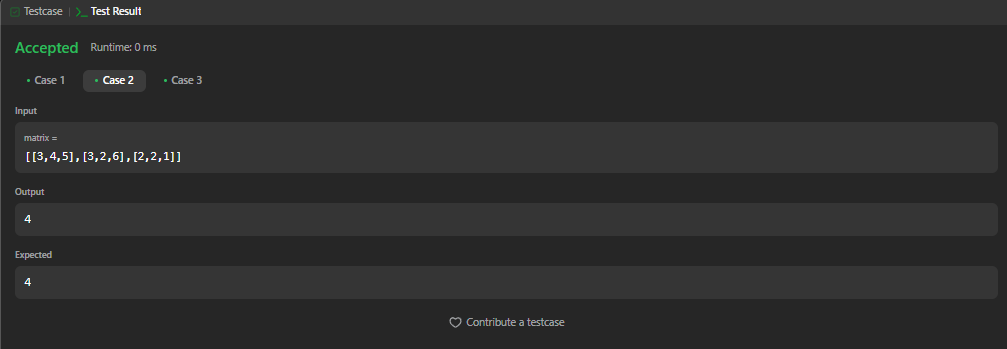 Testcase | >_ Test Result
Accepted Runtime: 0 ms
• Case 1 • Case 2 • Case 3
Input
matrix =
[[3,4,5],[3,2,6],[2,2,1]]
Output
4
Expected
4
Contribute a testcase